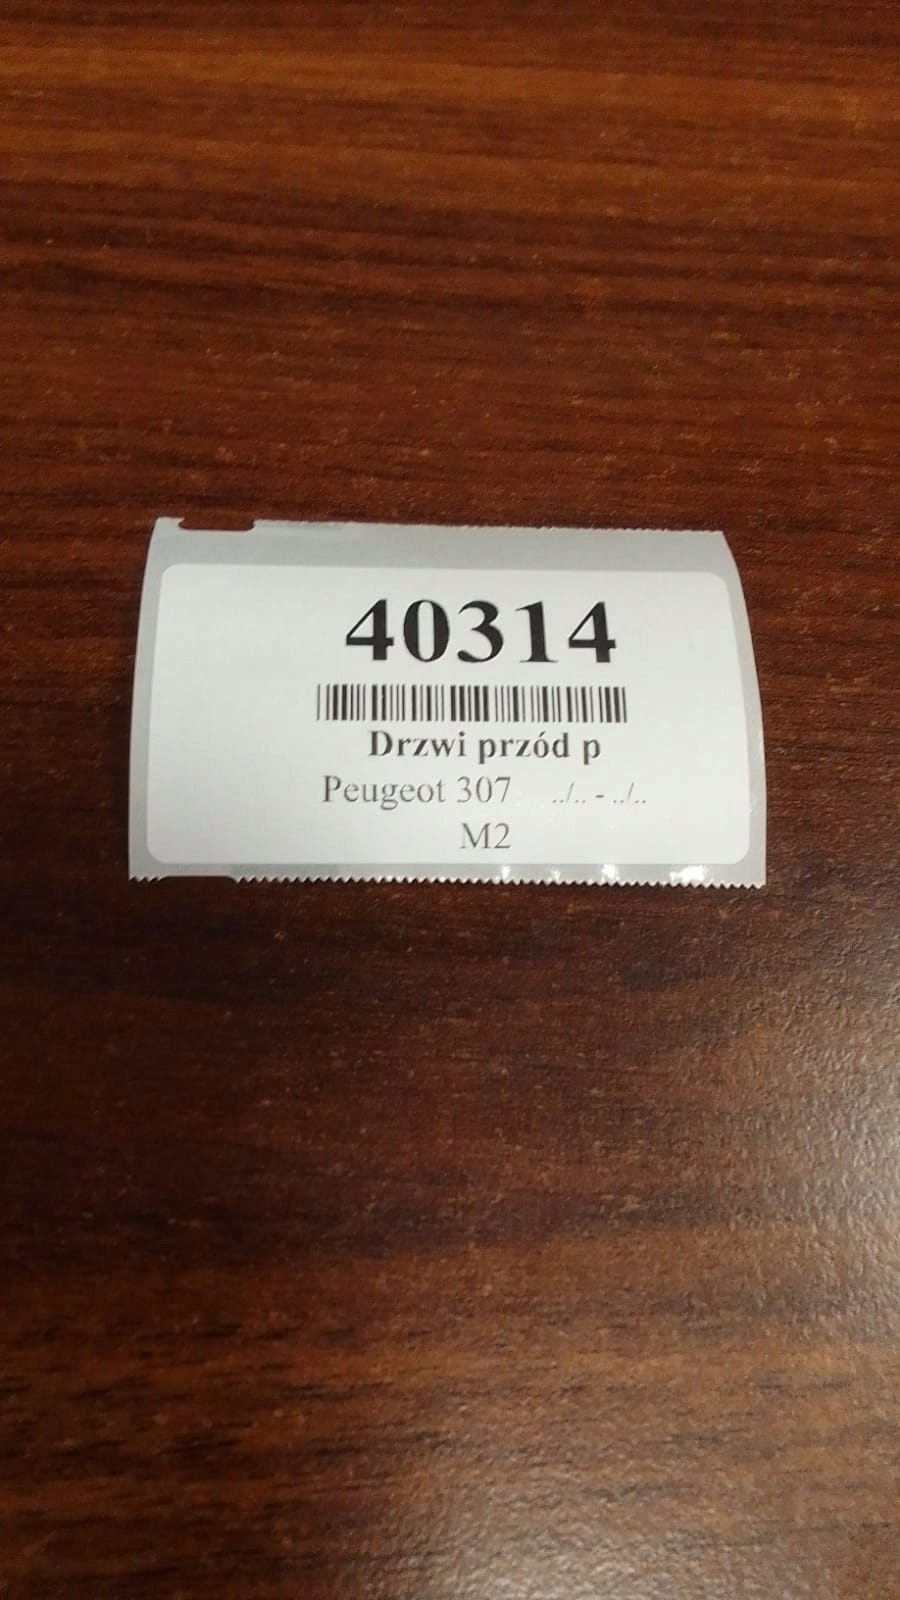 40314
Drzwi przód p
Peugeot 307 ../.. - ../..
M2